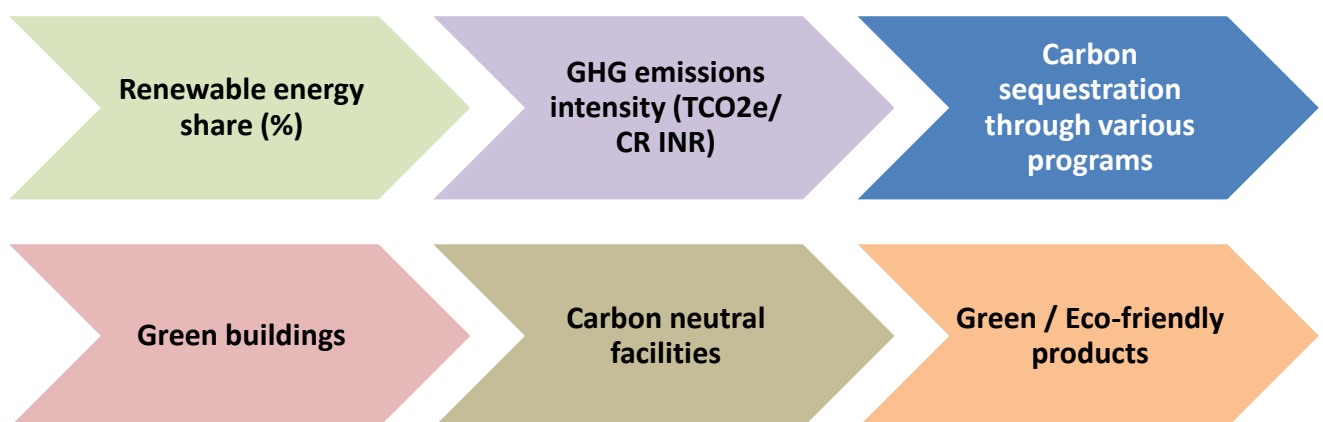 Renewable energy
share (%)
GHG emissions
intensity (TCO2e/
CR INR)
Carbon
sequestration
through various
programs
Green buildings
Carbon neutral
facilities
Green / Eco-friendly
products